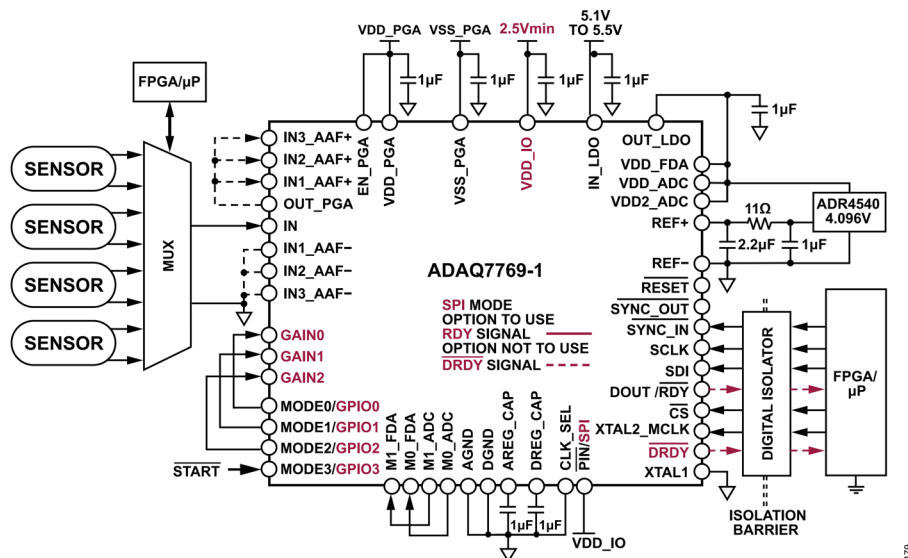 VDD_PGA
VSS_PGA
2.5Vmin
5.1V
TO 5.5V
1µF
1µF
1µF
1µF
1µF
FPGA/µP
SENSOR
SENSOR
SENSOR
SENSOR
MUX
IN3_AAF+
IN2_AAF+
IN1_AAF+
OUT_PGA
IN
IN1_AAF−
IN2_AAF−
IN3_AAF−
GAIN0
GAIN1
GAIN2
MODE0/GPIO0
MODE1/GPIO1
MODE2/GPIO2
MODE3/GPIO3
START
EN_PGA
VDD_PGA
VSS_PGA
VDD_IO
IN_LDO
OUT_LDO
VDD_FDA
VDD_ADC
VDD2_ADC
REF+
REF−
RESET
SYNC_OUT
SYNC_IN
SCLK
SDI
DOUT/RDY
CS
XTAL2_MCLK
DRDY
XTAL1
ADAQ7769-1
SPI MODE
OPTION TO USE
RDY SIGNAL
OPTION NOT TO USE
DRDY SIGNAL
11Ω
2.2µF
1µF
ADR4540
4.096V
DIGITAL ISOLATOR
FPGA/
µP
ISOLATION
BARRIER
M1_FDA
M0_FDA
M1_ADC
M0_ADC
AGND
DGND
AREG_CAP
DREG_CAP
CLK_SEL
PIN/SPI
1µF
1µF
VDD_IO